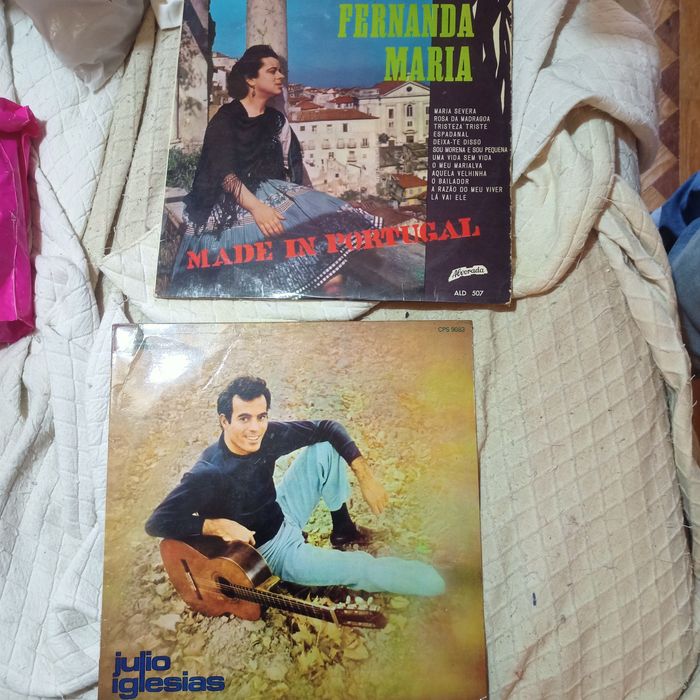 FERNANDA
MARIA
MARIA SEVERA
ROSA DA MADRAGOA
TRISTEZA TRISTE
ESPADANAL
DEIXA-TE DISSO
SOU MORENA E SOU PEQUENA
UMA VIDA SEM VIDA
O MEU MARIALVA
AQUELA VELHINHA
O BAILADOR
A RAZÃO DO MEU VIVER
LÁ VAI ELE
MADE IN PORTUGAL
Alvorada
ALD 507
CPS 9083
julio
iglesias